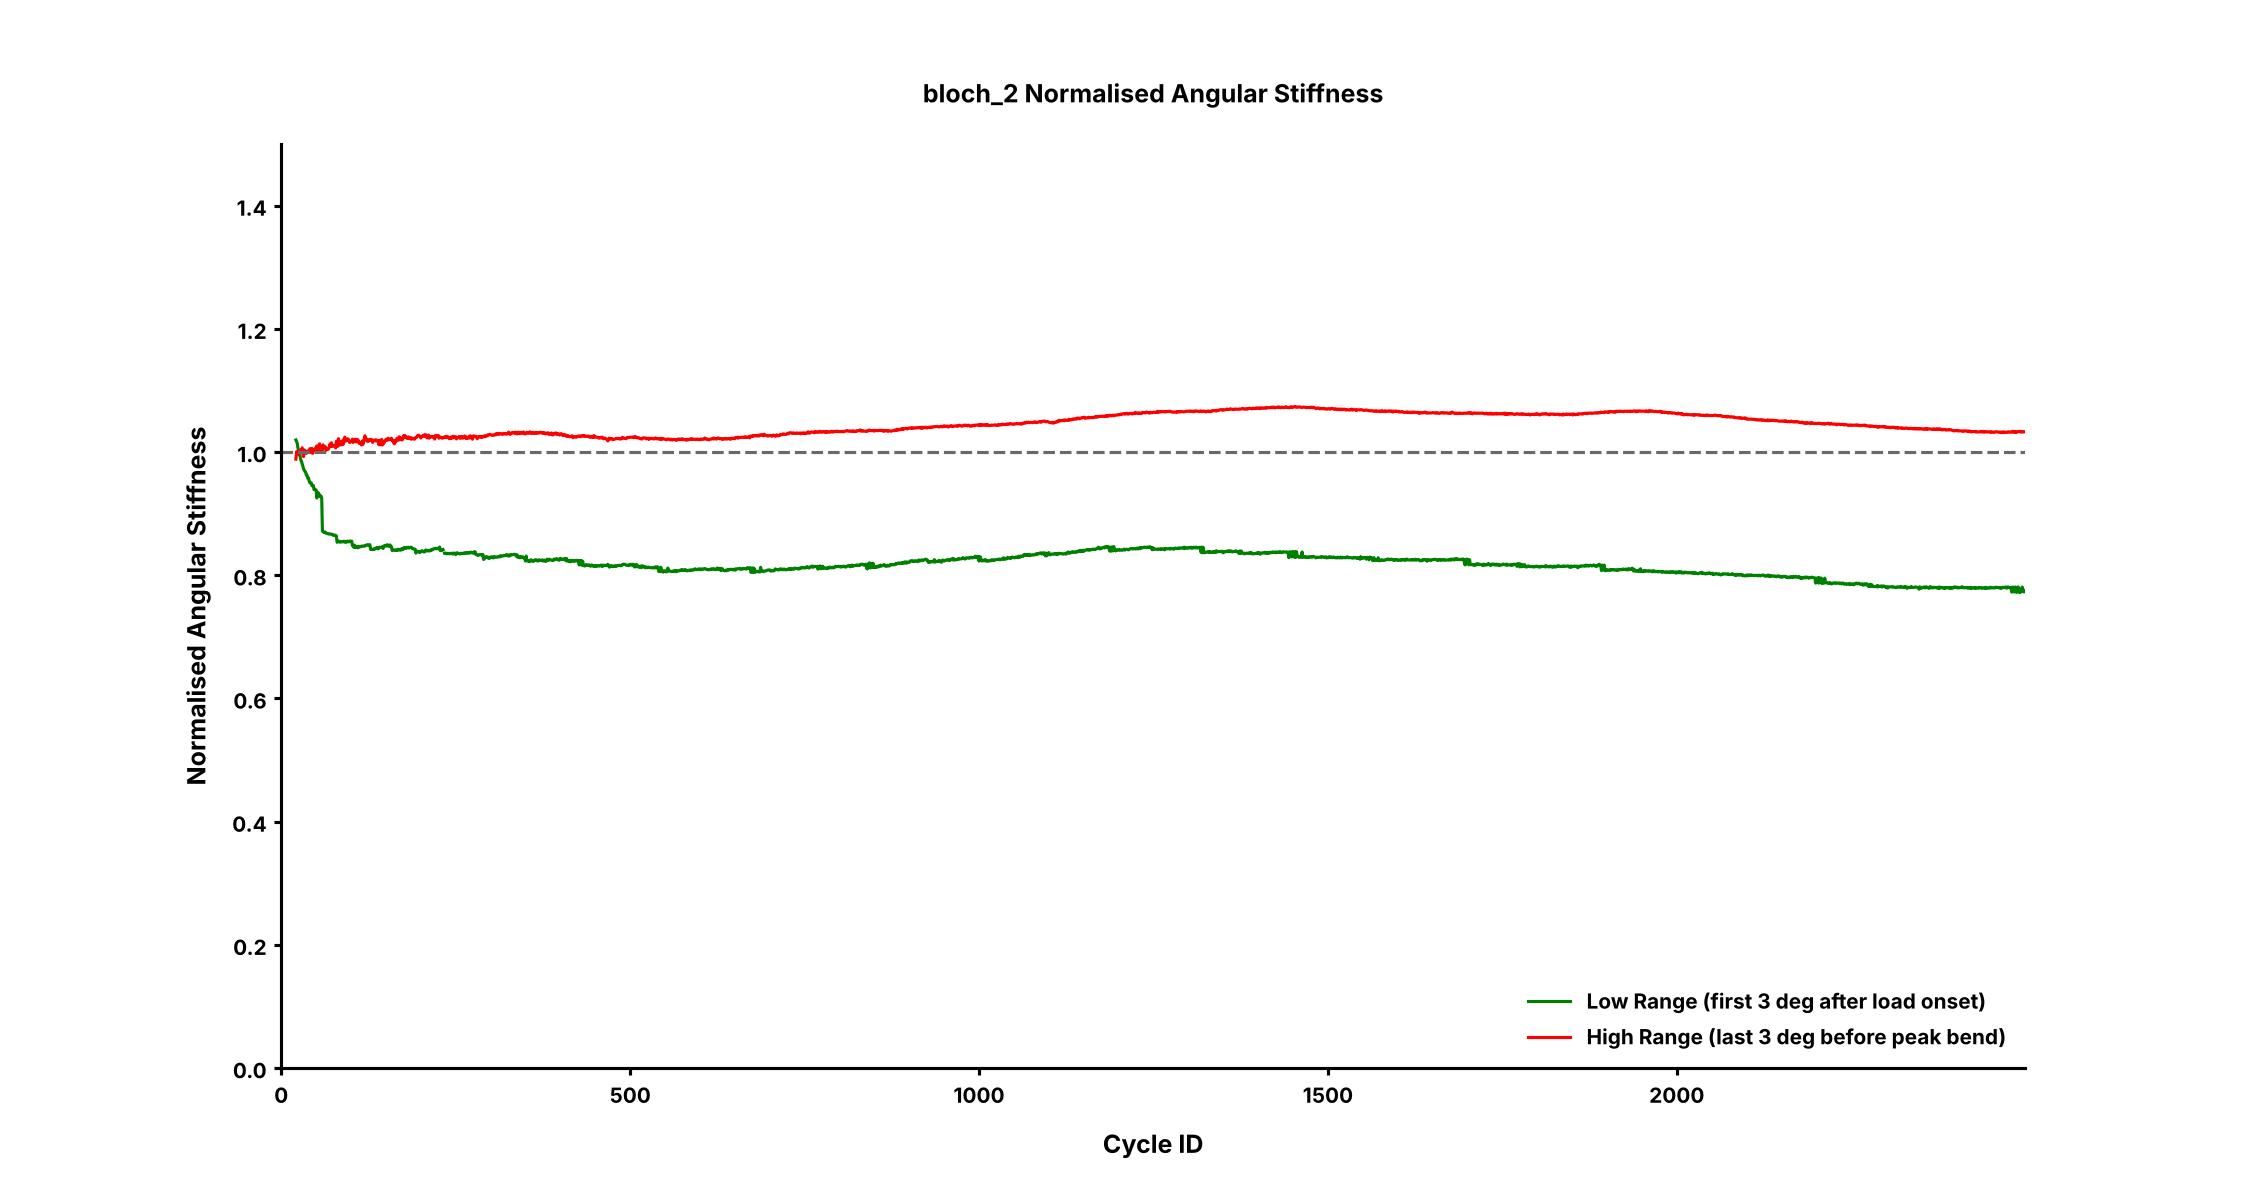 bloch_2 Normalised Angular Stiffness
Normalised Angular Stiffness
1.4
1.2
1.0
0.8
0.6
0.4
0.2
0.0
0 500 1000 1500 2000
Cycle ID
Low Range (first 3 deg after load onset)
High Range (last 3 deg before peak bend)